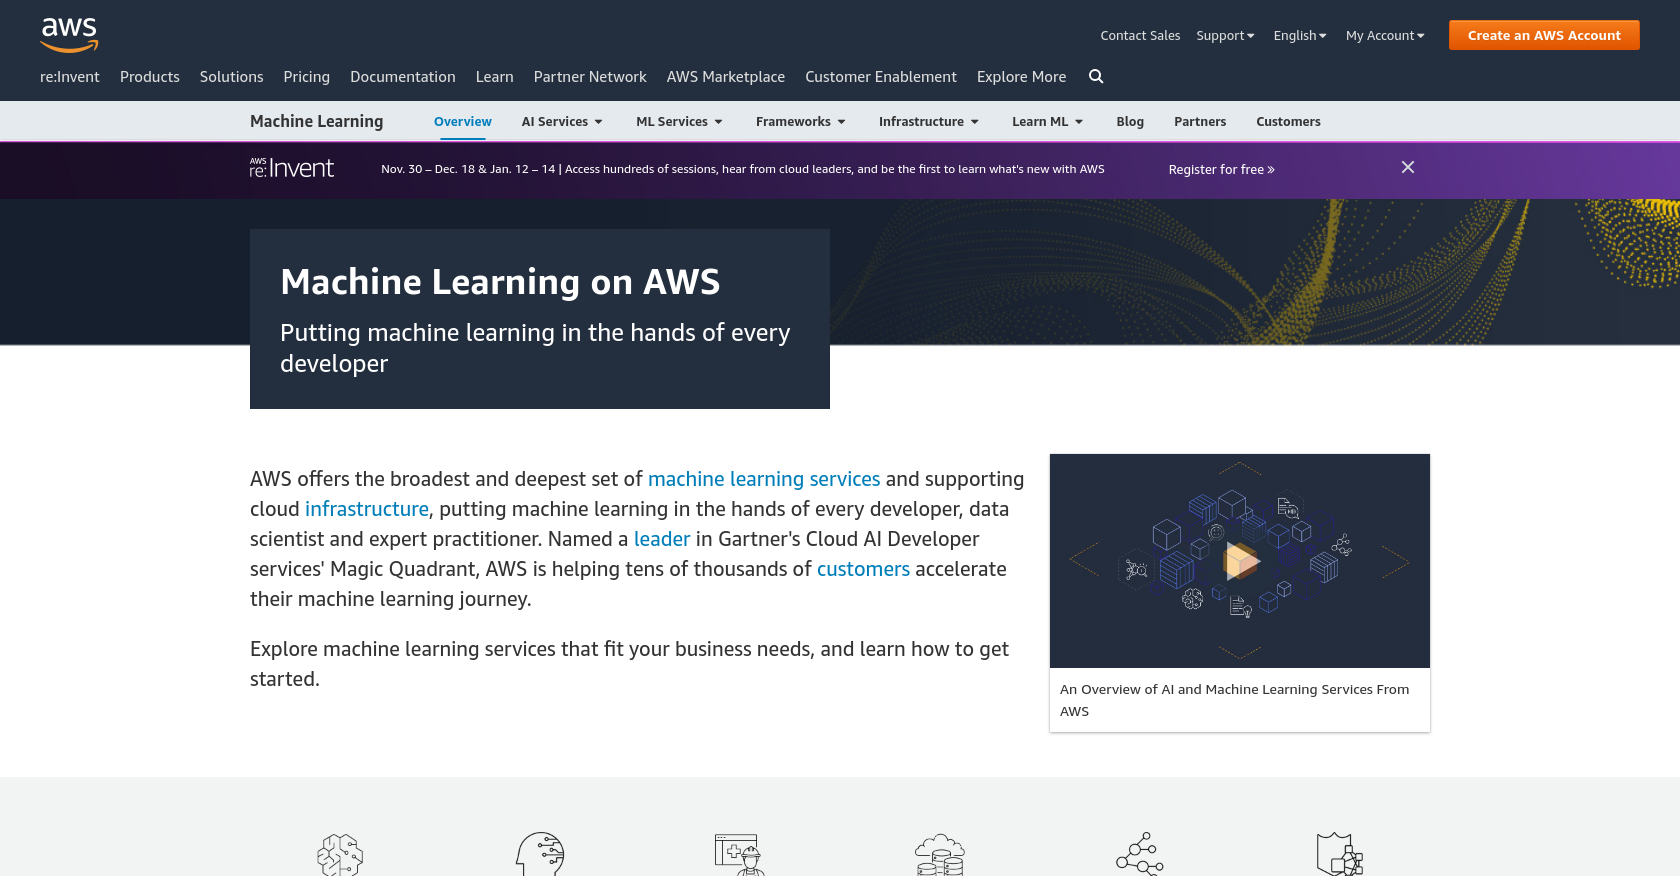 aws
Contact Sales Support English My Account Create an AWS Account
re:Invent Products Solutions Pricing Documentation Learn Partner Network AWS Marketplace Customer Enablement Explore More
Machine Learning Overview AI Services ML Services Frameworks Infrastructure Learn ML Blog Partners Customers
AWS
re:Invent Nov. 30 – Dec. 18 & Jan. 12 – 14 | Access hundreds of sessions, hear from cloud leaders, and be the first to learn what's new with AWS Register for free »
Machine Learning on AWS
Putting machine learning in the hands of every
developer
AWS offers the broadest and deepest set of machine learning services and supporting
cloud infrastructure, putting machine learning in the hands of every developer, data
scientist and expert practitioner. Named a leader in Gartner's Cloud AI Developer
services' Magic Quadrant, AWS is helping tens of thousands of customers accelerate
their machine learning journey.
Explore machine learning services that fit your business needs, and learn how to get
started.
An Overview of AI and Machine Learning Services From
AWS